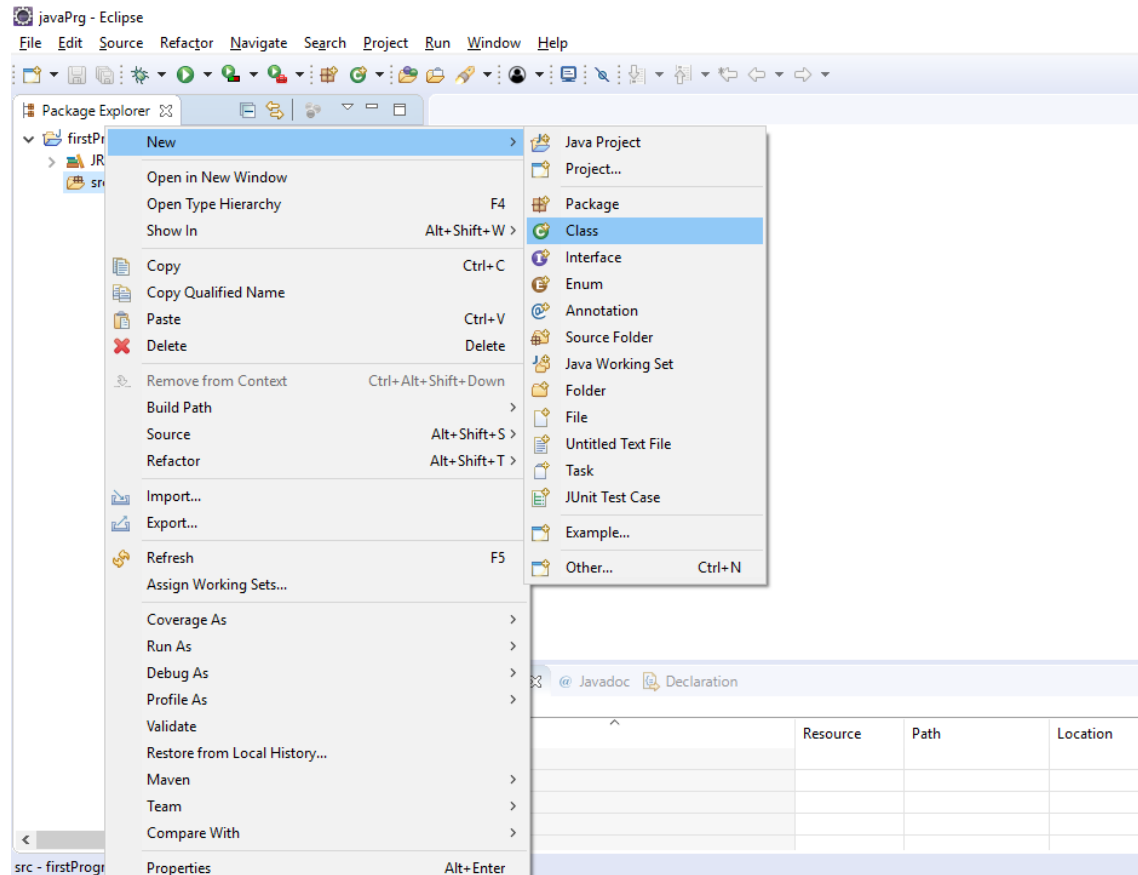 javaPrg - Eclipse
File Edit Source Refactor Navigate Search Project Run Window Help
Package Explorer
firstPr
JR
src
New
Open in New Window
Open Type Hierarchy F4
Show In Alt+Shift+W >
Copy Ctrl+C
Copy Qualified Name
Paste Ctrl+V
Delete Delete
Remove from Context Ctrl+Alt+Shift+Down
Build Path
Source Alt+Shift+S >
Refactor Alt+Shift+T >
Import...
Export...
Refresh F5
Assign Working Sets...
Coverage As
Run As
Debug As
Profile As
Validate
Restore from Local History...
Maven
Team
Compare With
Properties Alt+Enter
Java Project
Project...
Package
Class
Interface
Enum
Annotation
Source Folder
Java Working Set
Folder
File
Untitled Text File
Task
JUnit Test Case
Example...
Other... Ctrl+N
@ Javadoc Declaration
Resource Path Location
src - firstProgr